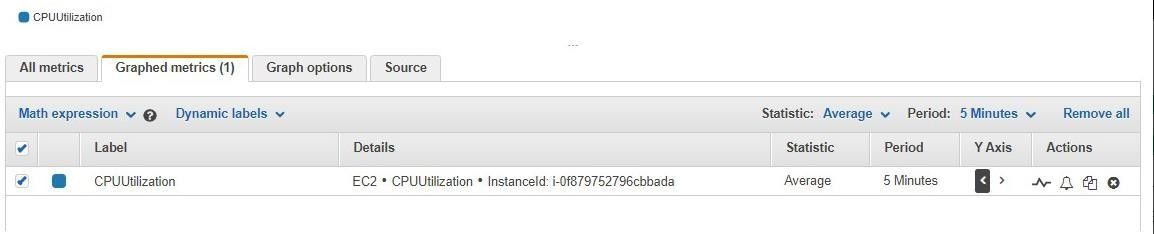 CPUUtilization
...
All metrics Graphed metrics (1) Graph options Source
Math expression ? Dynamic labels Statistic: Average Period: 5 Minutes Remove all
Label Details Statistic Period Y Axis Actions
CPUUtilization EC2 • CPUUtilization • InstanceId: i-0f879752796cbbada Average 5 Minutes < >